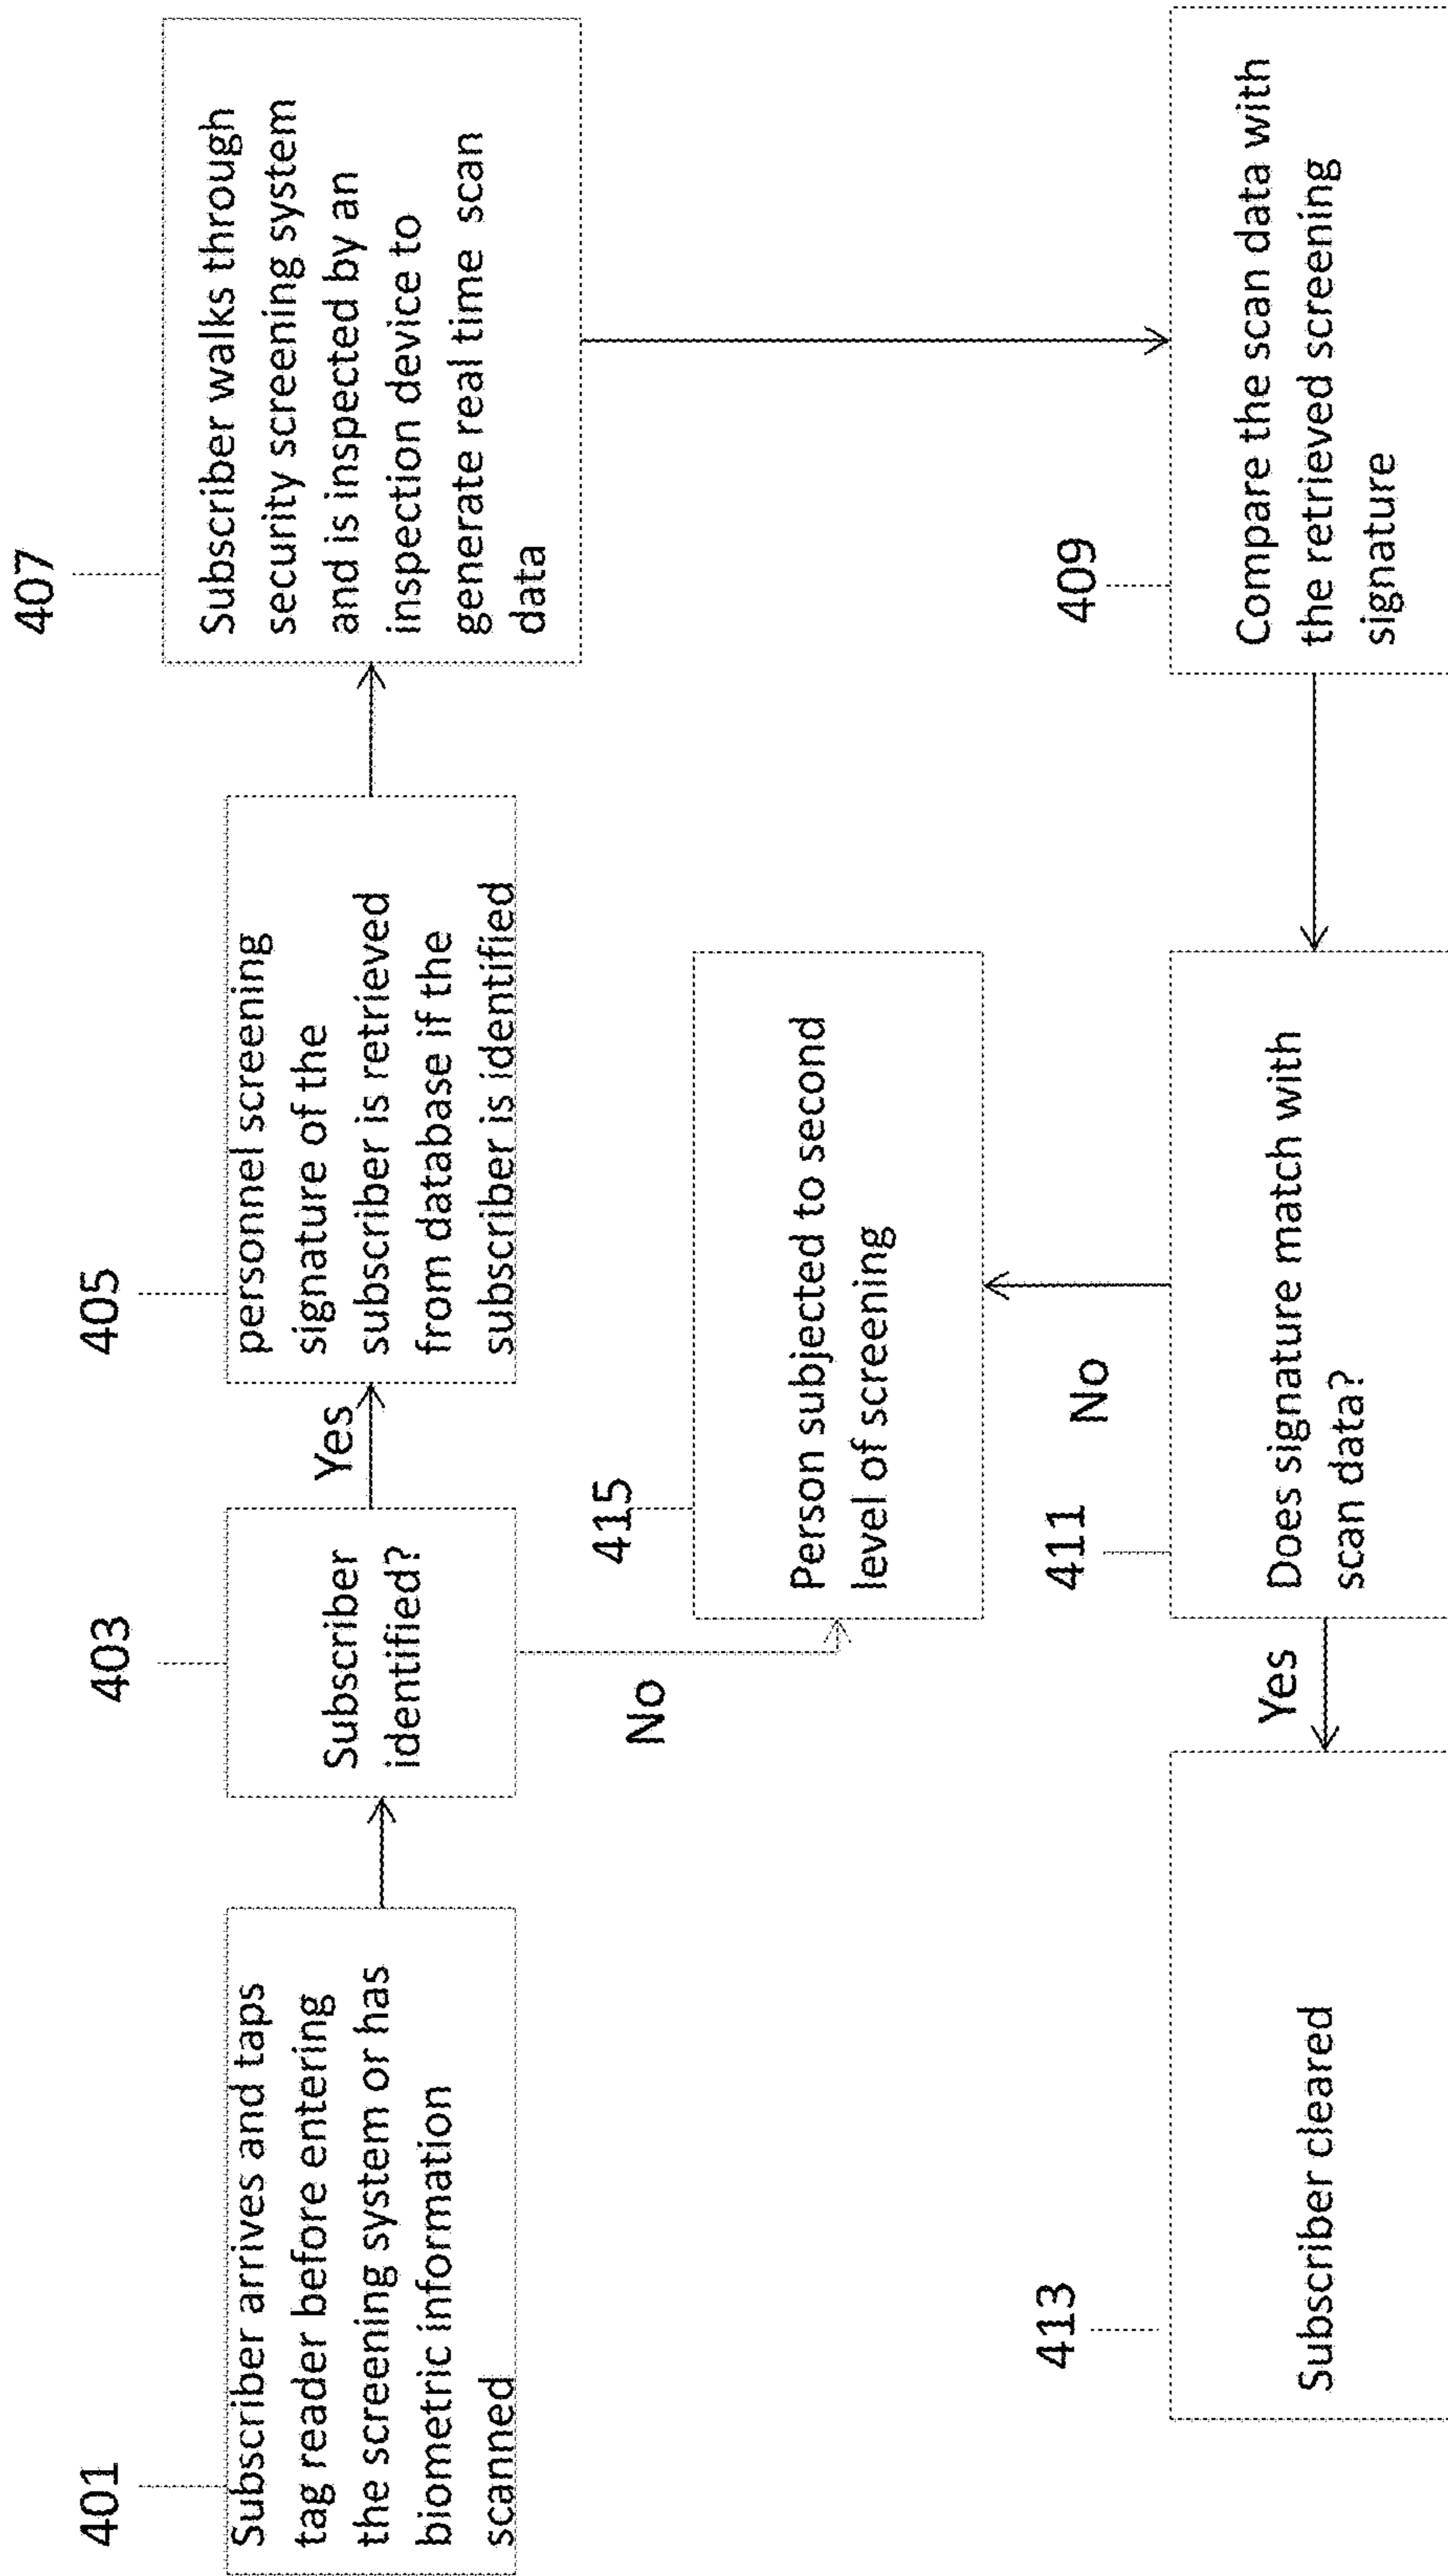 401
Subscriber arrives and taps
tag reader before entering
the screening system or has
biometric information
scanned
403
Subscriber
identified?
Yes
No
405
personnel screening
signature of the
subscriber is retrieved
from database if the
subscriber is identified
407
Subscriber walks through
security screening system
and is inspected by an
inspection device to
generate real time scan
data
409
Compare the scan data with
the retrieved screening
signature
411
Does signature match with
scan data?
No
Yes
415
Person subjected to second
level of screening
413
Subscriber cleared